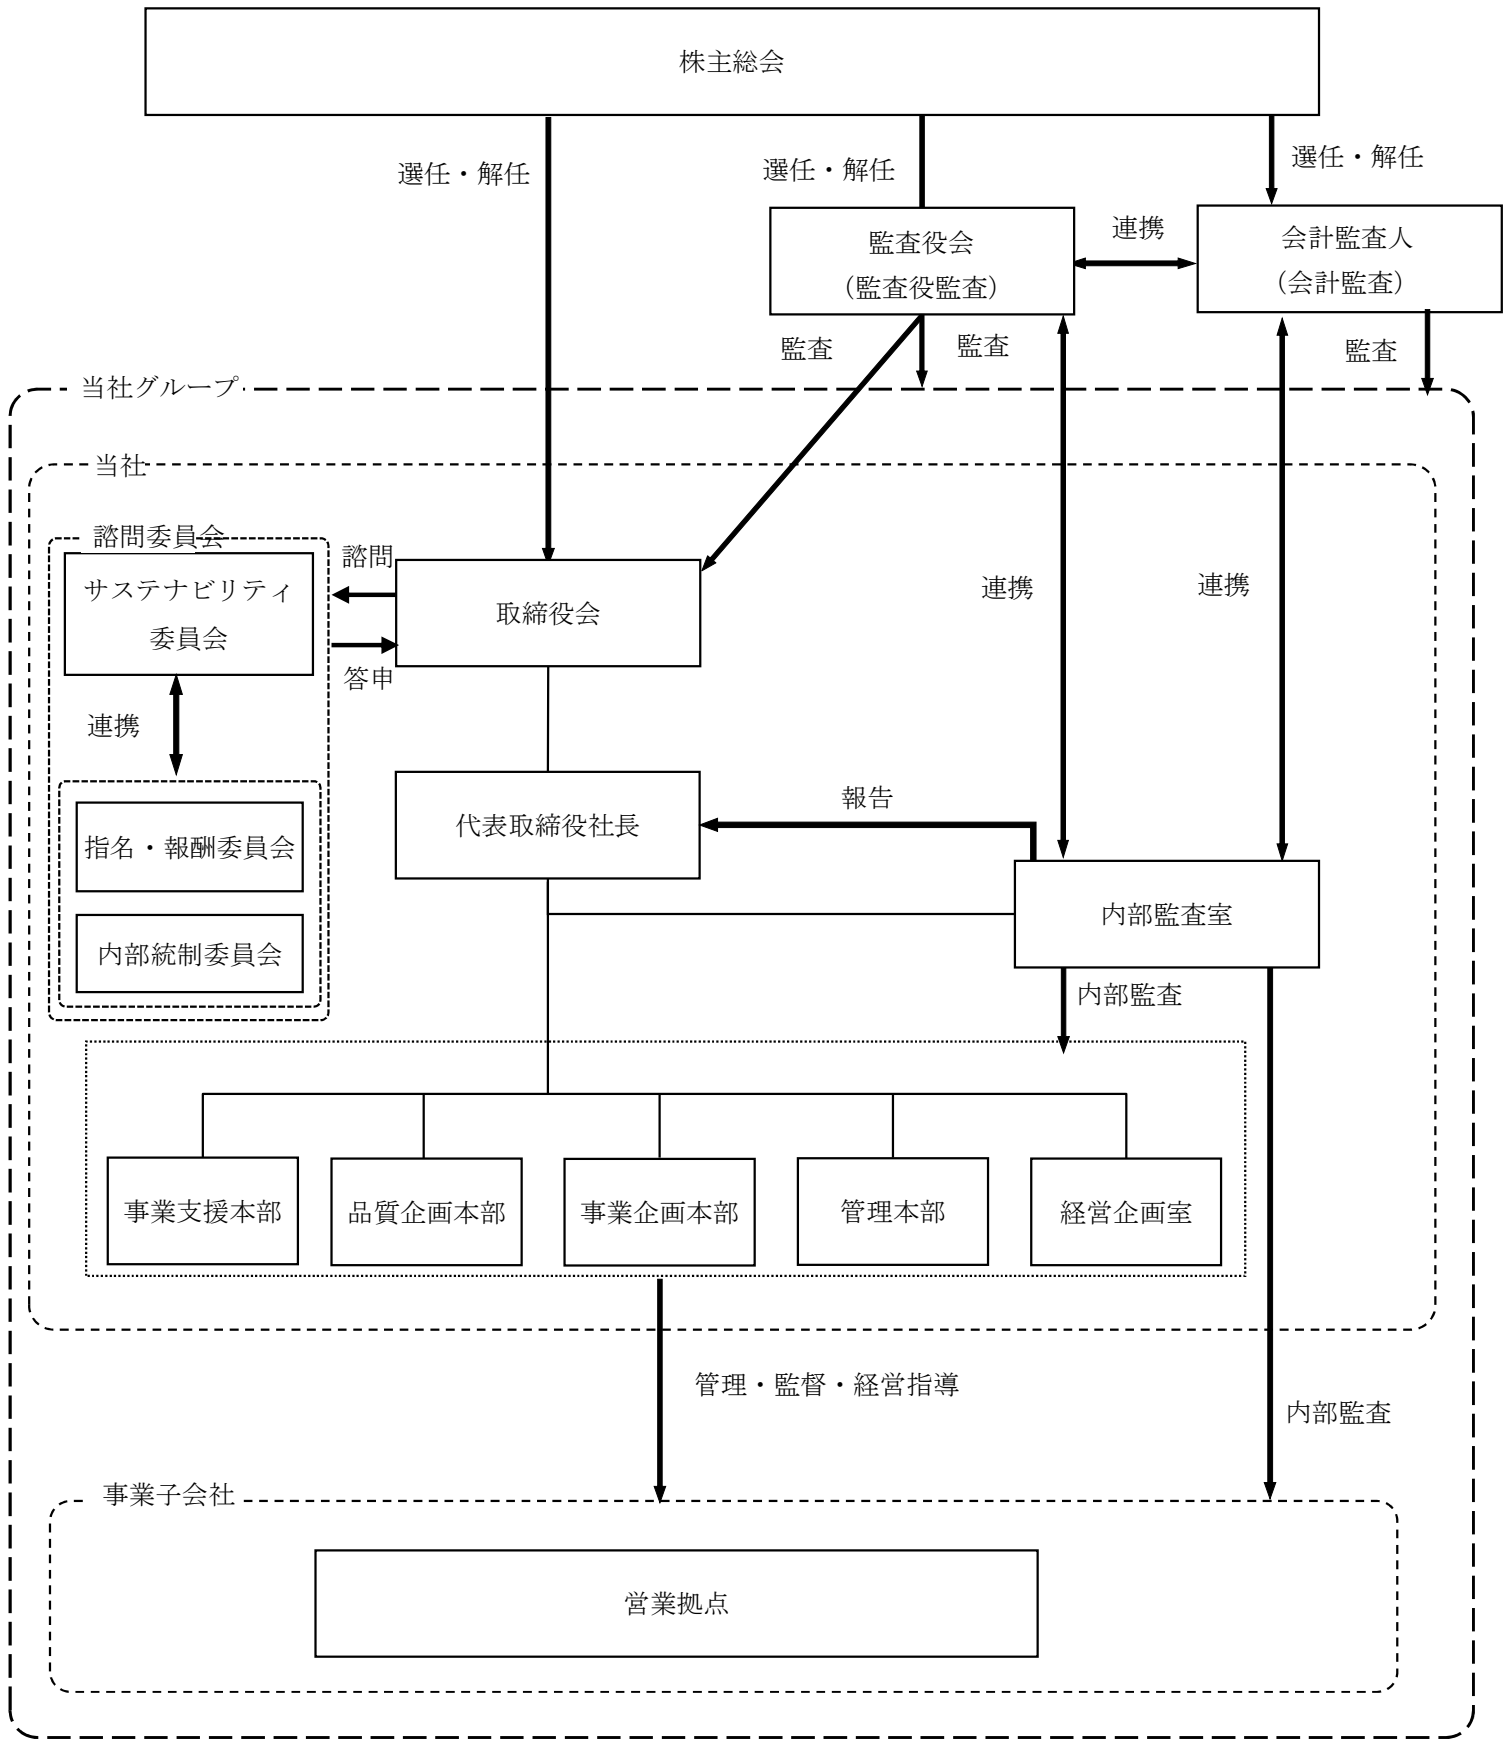 株主総会
選任・解任
選任・解任
選任・解任
監査役会
（監査役監査）
連携
会計監査人
（会計監査）
監査
監査
監査
当社グループ
当社
諮問委員会
サステナビリティ
委員会
諮問
答申
取締役会
連携
連携
連携
指名・報酬委員会
内部統制委員会
代表取締役社長
報告
内部監査室
内部監査
事業支援本部
品質企画本部
事業企画本部
管理本部
経営企画室
管理・監督・経営指導
内部監査
事業子会社
営業拠点